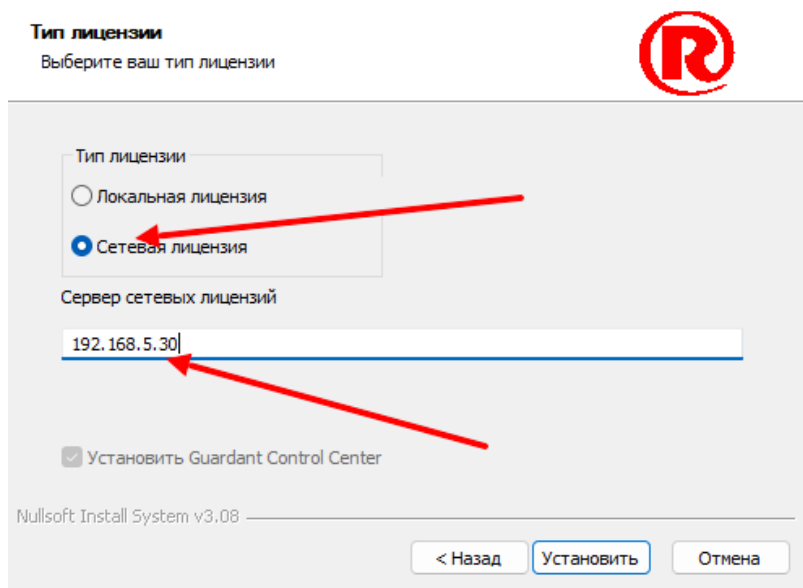 Тип лицензии
Выберите ваш тип лицензии
R
Тип лицензии
Локальная лицензия
Сетевая лицензия
Сервер сетевых лицензий
192.168.5.30
Установить Guardant Control Center
Nullsoft Install System v3.08
< Назад Установить Отмена